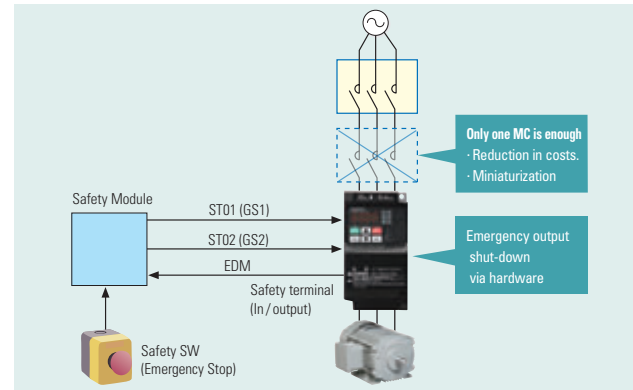 Only one MC is enough
· Reduction in costs.
· Miniaturization
Safety Module
ST01 (GS1)
ST02 (GS2)
EDM
Safety terminal
(In / output)
Emergency output
shut-down
via hardware
Safety SW
(Emergency Stop)